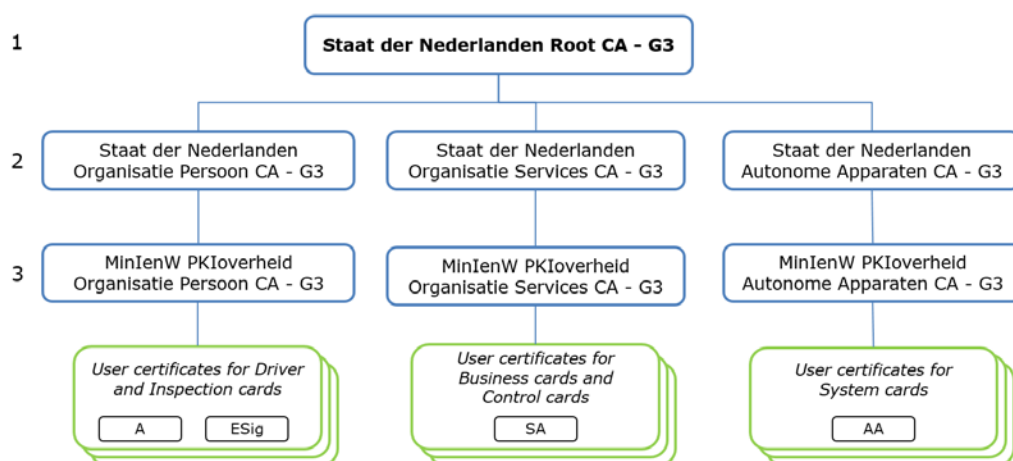 1
Staat der Nederlanden Root CA - G3
2
Staat der Nederlanden
Organisatie Persoon CA - G3
Staat der Nederlanden
Organisatie Services CA - G3
Staat der Nederlanden
Autonome Apparaten CA - G3
3
MinIenW PKIoverheid
Organisatie Persoon CA - G3
MinIenW PKIoverheid
Organisatie Services CA - G3
MinIenW PKIoverheid
Autonome Apparaten CA - G3
User certificates for Driver
and Inspection cards
A
ESig
User certificates for
Business cards and
Control cards
SA
User certificates for
System cards
AA